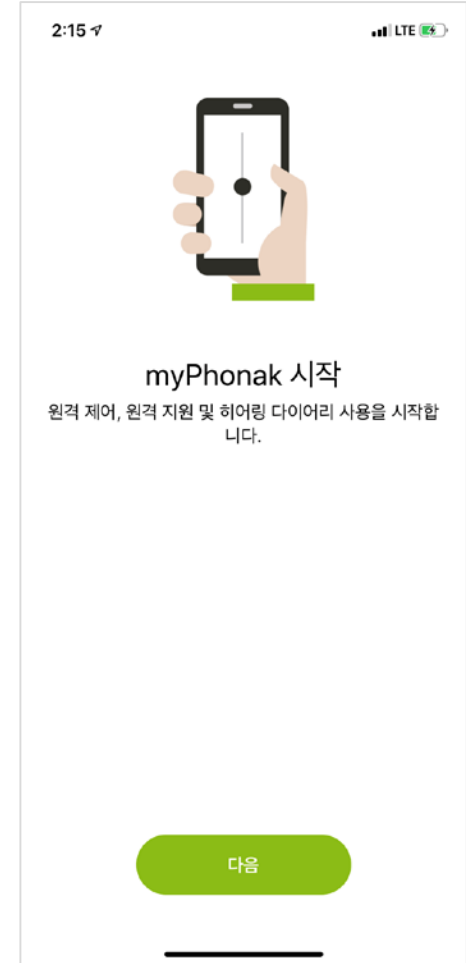 2:15
LTE
myPhonak 시작
원격 제어, 원격 지원 및 히어링 다이어리 사용을 시작합
니다.
다음